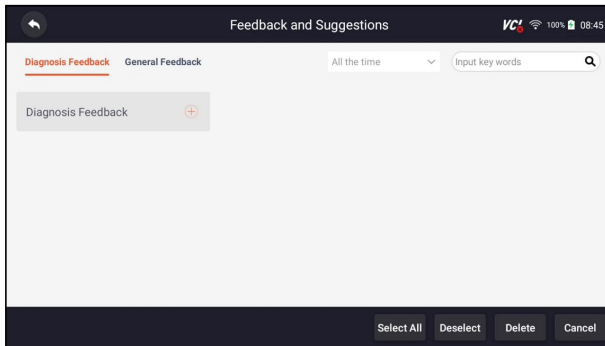 Feedback and Suggestions VCI 100% 08:45
Diagnosis Feedback General Feedback All the time Input key words
Diagnosis Feedback
Select All Deselect Delete Cancel